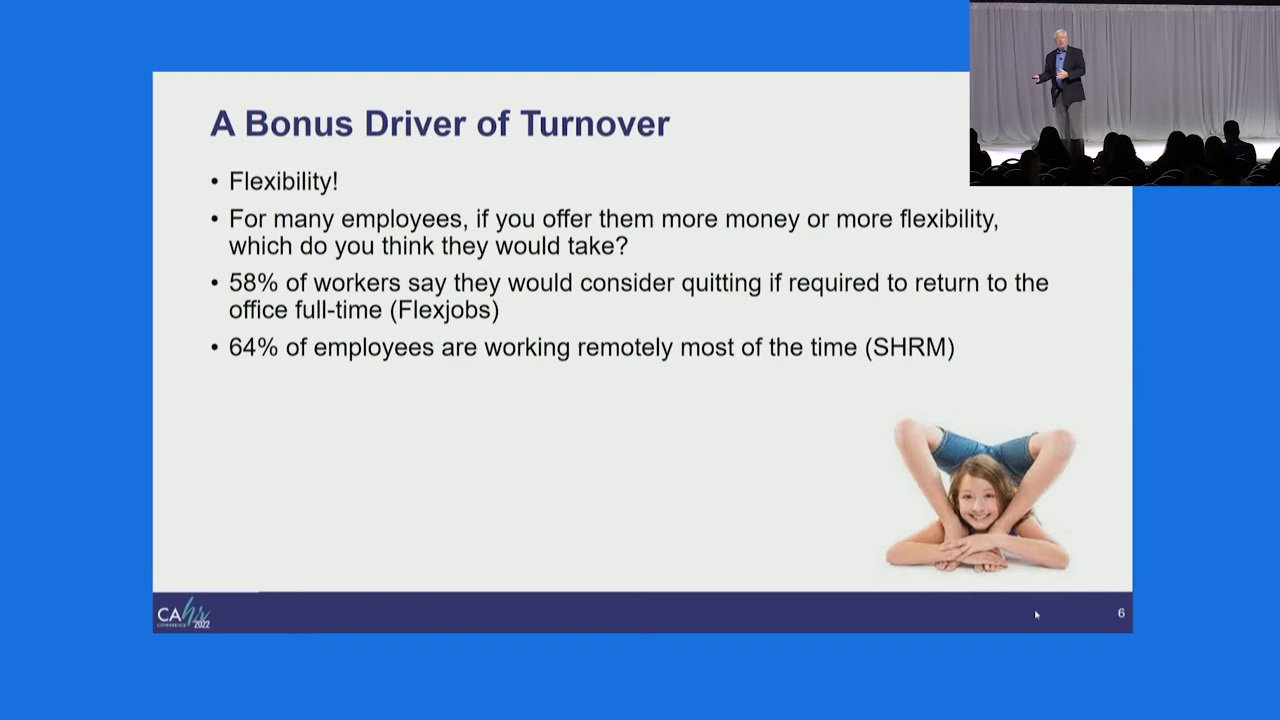 A Bonus Driver of Turnover
• Flexibility!
• For many employees, if you offer them more money or more flexibility,
which do you think they would take?
• 58% of workers say they would consider quitting if required to return to the
office full-time (Flexjobs)
• 64% of employees are working remotely most of the time (SHRM)
CAhr
CONFERENCE 2022
6